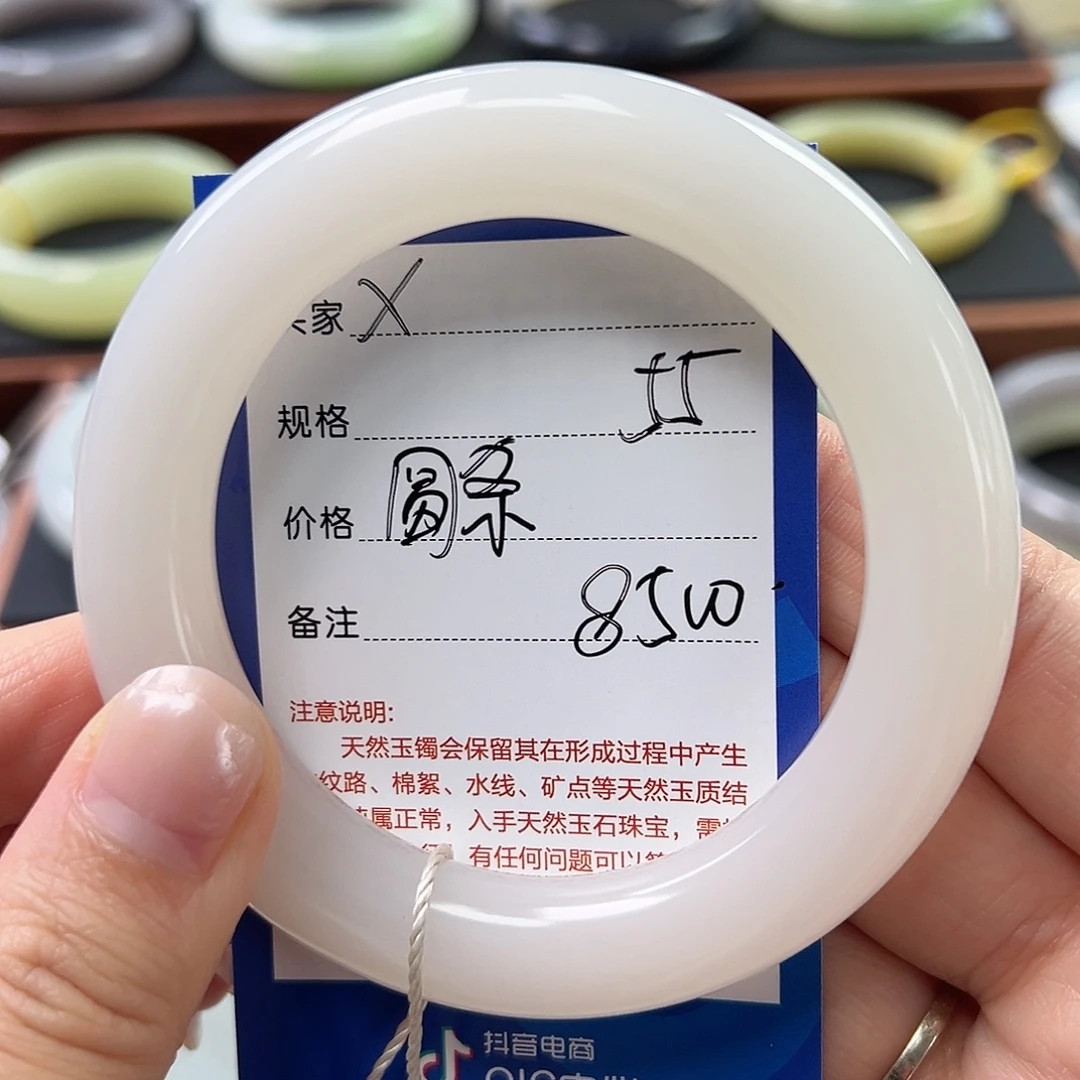 家 X
规格
价格 圆条
备注 8500
注意说明:
天然玉镯会保留其在形成过程中产生
纹路、棉絮、水线、矿点等天然玉质结
属正常，入手天然玉石珠宝，需
有任何问题可以
抖音电商